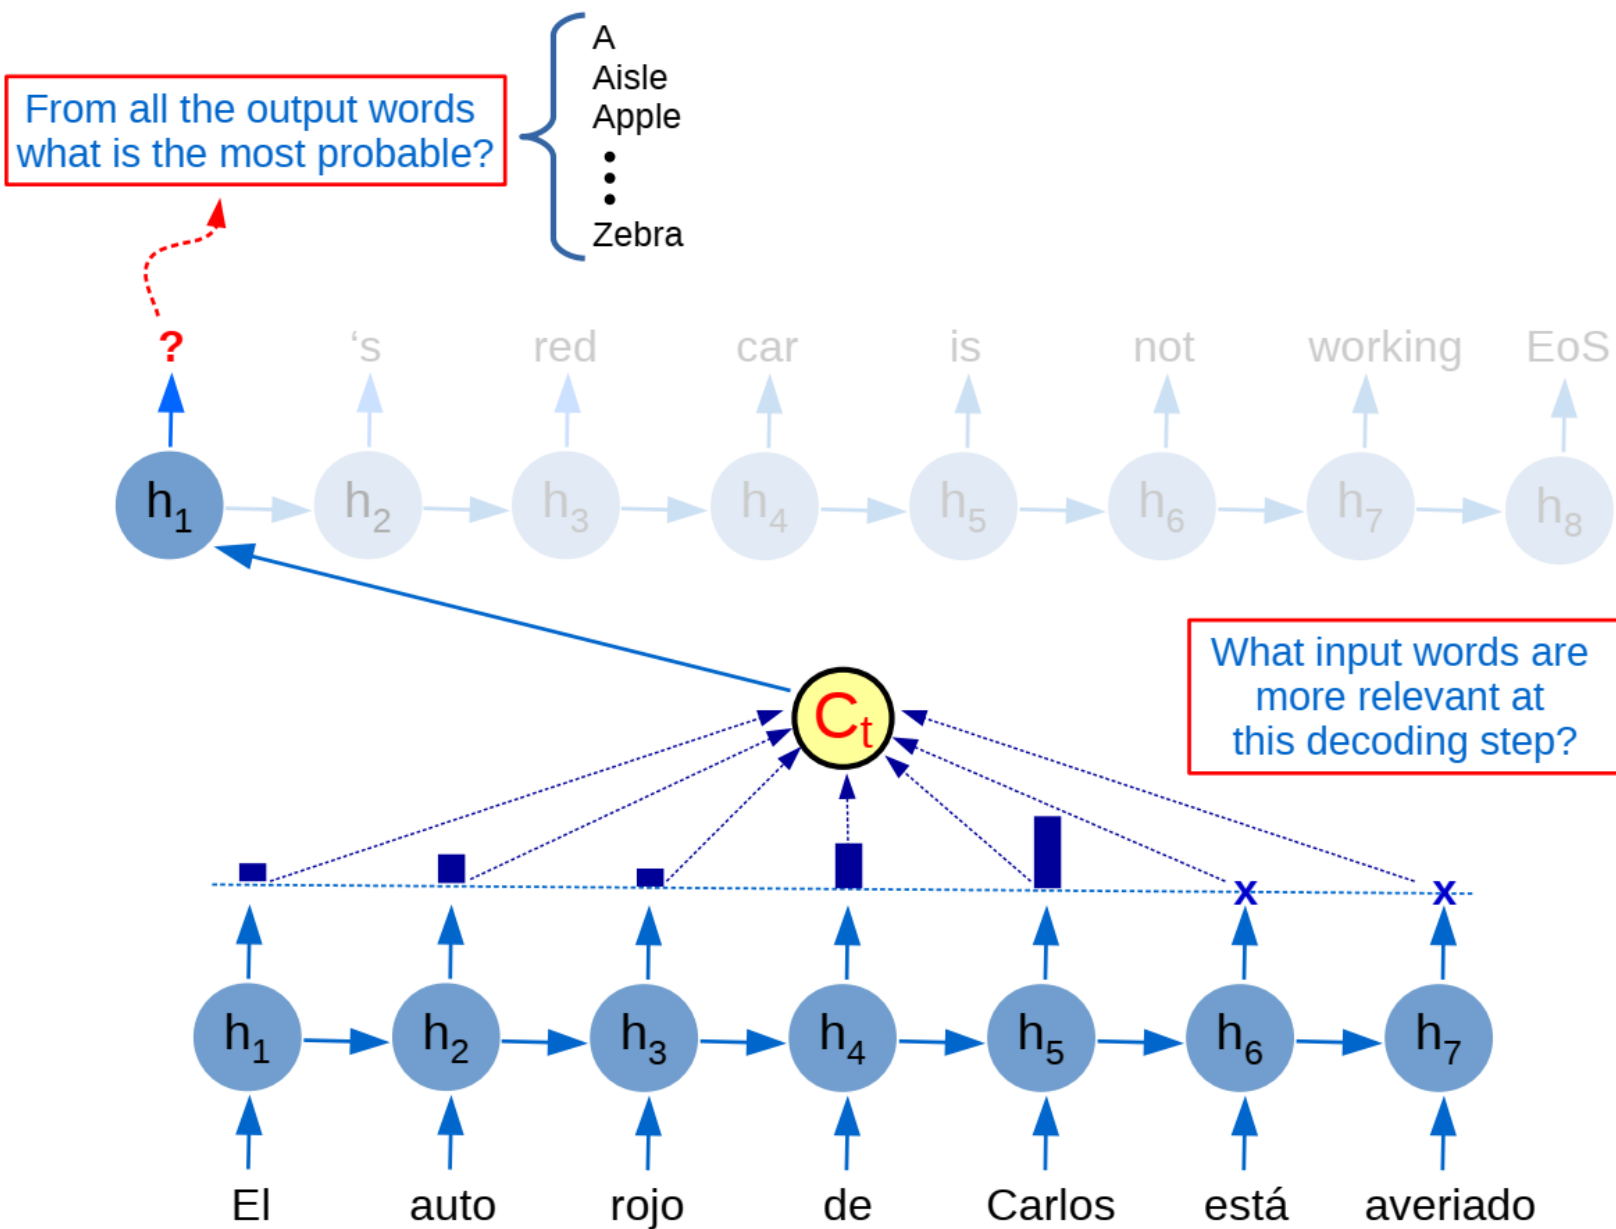 A
Aisle
Apple
Zebra
From all the output words
what is the most probable?
? ‘s red car is not working EoS
h1 h2 h3 h4 h5 h6 h7 h8
What input words are
more relevant at
this decoding step?
Ct
x x
h1 h2 h3 h4 h5 h6 h7
El auto rojo de Carlos está averiado